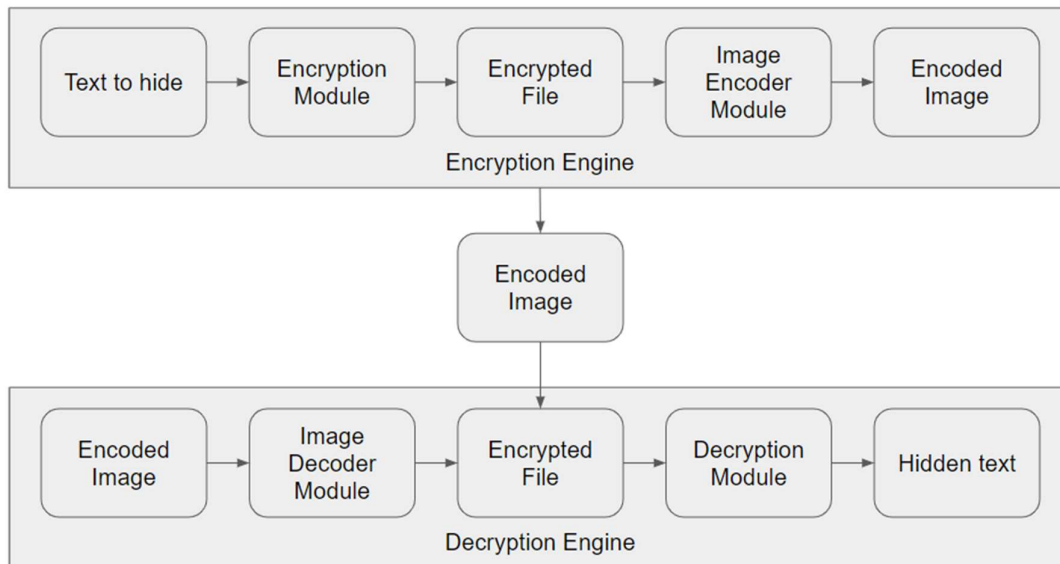 Text to hide
Encryption
Module
Encrypted
File
Image
Encoder
Module
Encoded
Image
Encryption Engine
Encoded
Image
Encoded
Image
Image
Decoder
Module
Encrypted
File
Decryption
Module
Hidden text
Decryption Engine